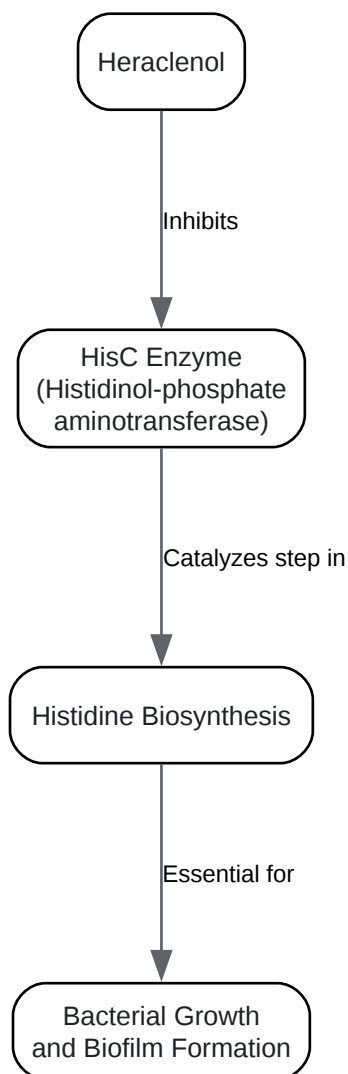 Heraclenol
Inhibits
HisC Enzyme
(Histidinol-phosphate
aminotransferase)
Catalyzes step in
Histidine Biosynthesis
Essential for
Bacterial Growth
and Biofilm Formation